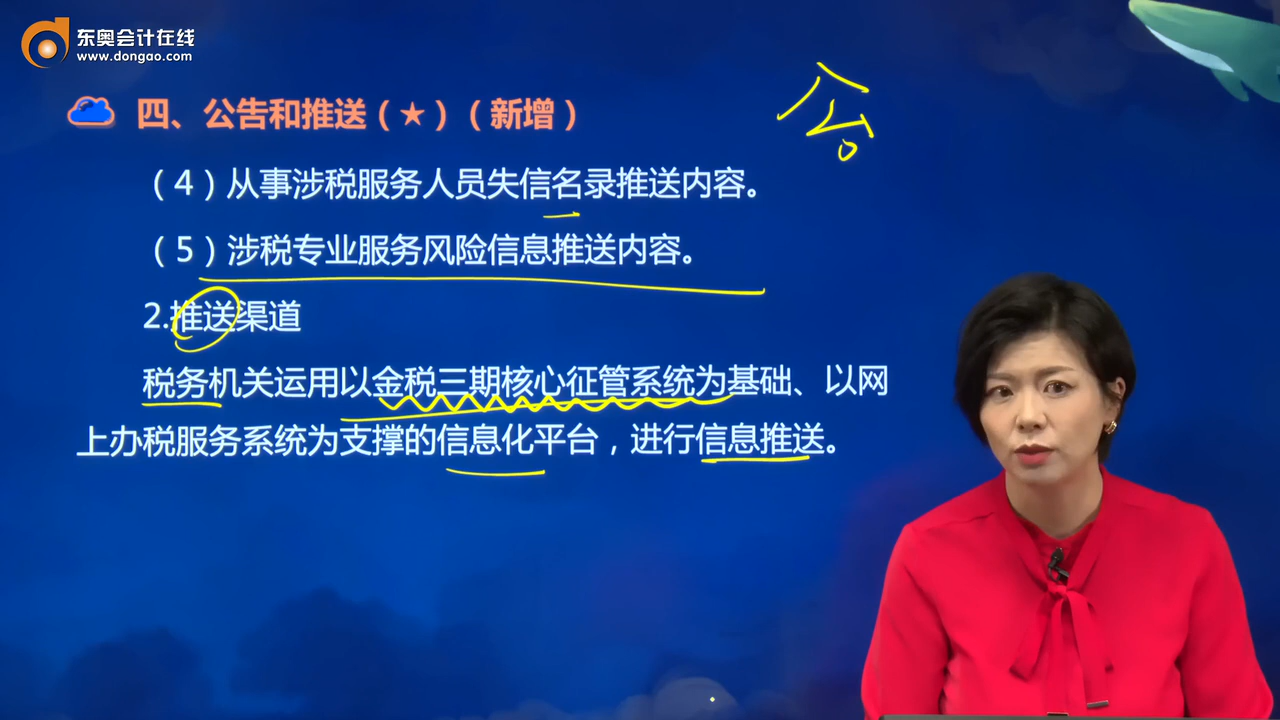 东奥会计在线
www.dongao.com
四、公告和推送（★）（新增）
（4）从事涉税服务人员失信名录推送内容。
（5）涉税专业服务风险信息推送内容。
2.推送渠道
税务机关运用以金税三期核心征管系统为基础、以网
上办税服务系统为支撑的信息化平台，进行信息推送。